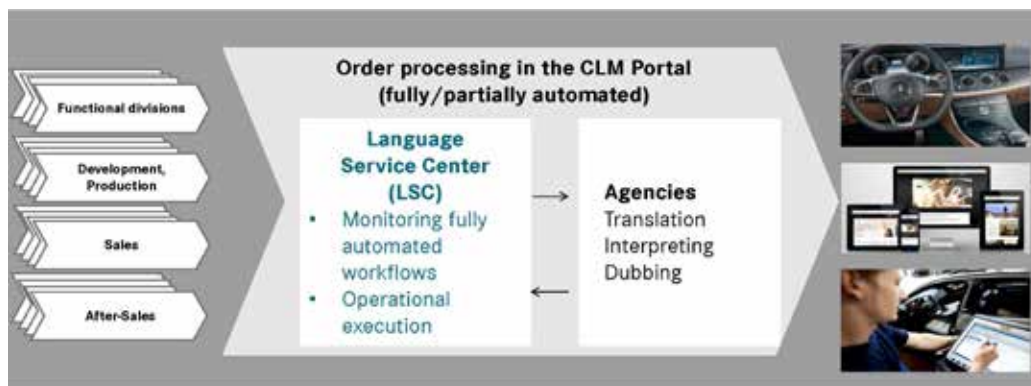 Order processing in the CLM Portal
(fully/partially automated)
Functional divisions
Development,
Production
Sales
After-Sales
Language
Service Center
(LSC)
• Monitoring fully
automated
workflows
• Operational
execution
Agencies
Translation
Interpreting
Dubbing